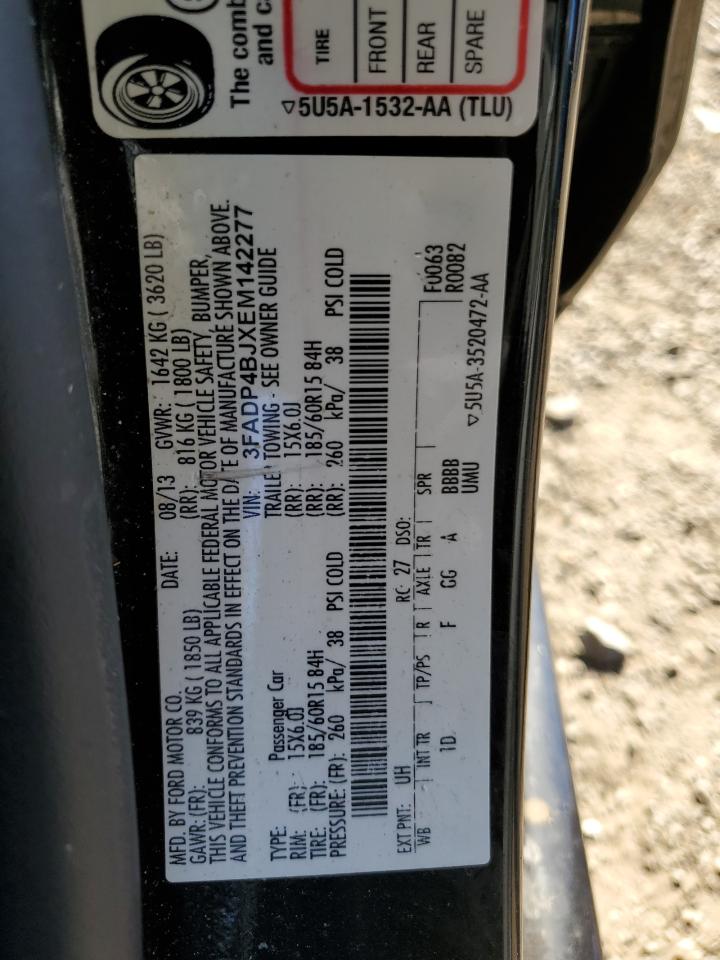 The comb
and ca
TIRE
FRONT
REAR
SPARE
▽5U5A-1532-AA (TLU)
MFD. BY FORD MOTOR CO.
DATE: 08/13 GVWR: 1642 KG ( 3620 LB)
GAWR: (FR): 839 KG ( 1850 LB) (RR): 816 KG ( 1800 LB)
THIS VEHICLE CONFORMS TO ALL APPLICABLE FEDERAL MOTOR VEHICLE SAFETY, BUMPER,
AND THEFT PREVENTION STANDARDS IN EFFECT ON THE DATE OF MANUFACTURE SHOWN ABOVE.
VIN: 3FADP4BJXEM142277
TYPE: - Passenger Car TRAILE TOWING - SEE OWNER GUIDE
RIM: (FR): 15X6.0J (RR): 15X6.0J
TIRE: (FR): 185/60R15 84H (RR): 185/60R15 84H
PRESSURE: (FR): 260 kPa/ 38 PSI COLD (RR): 260 kPa/ 38 PSI COLD
EXT PNT: UH RC: 27 DSO: F0063
WB INT TR TP/PS R AXLE TR SPR R0082
1D F GG A BBBB
UMU
▽5U5A-3520472-AA